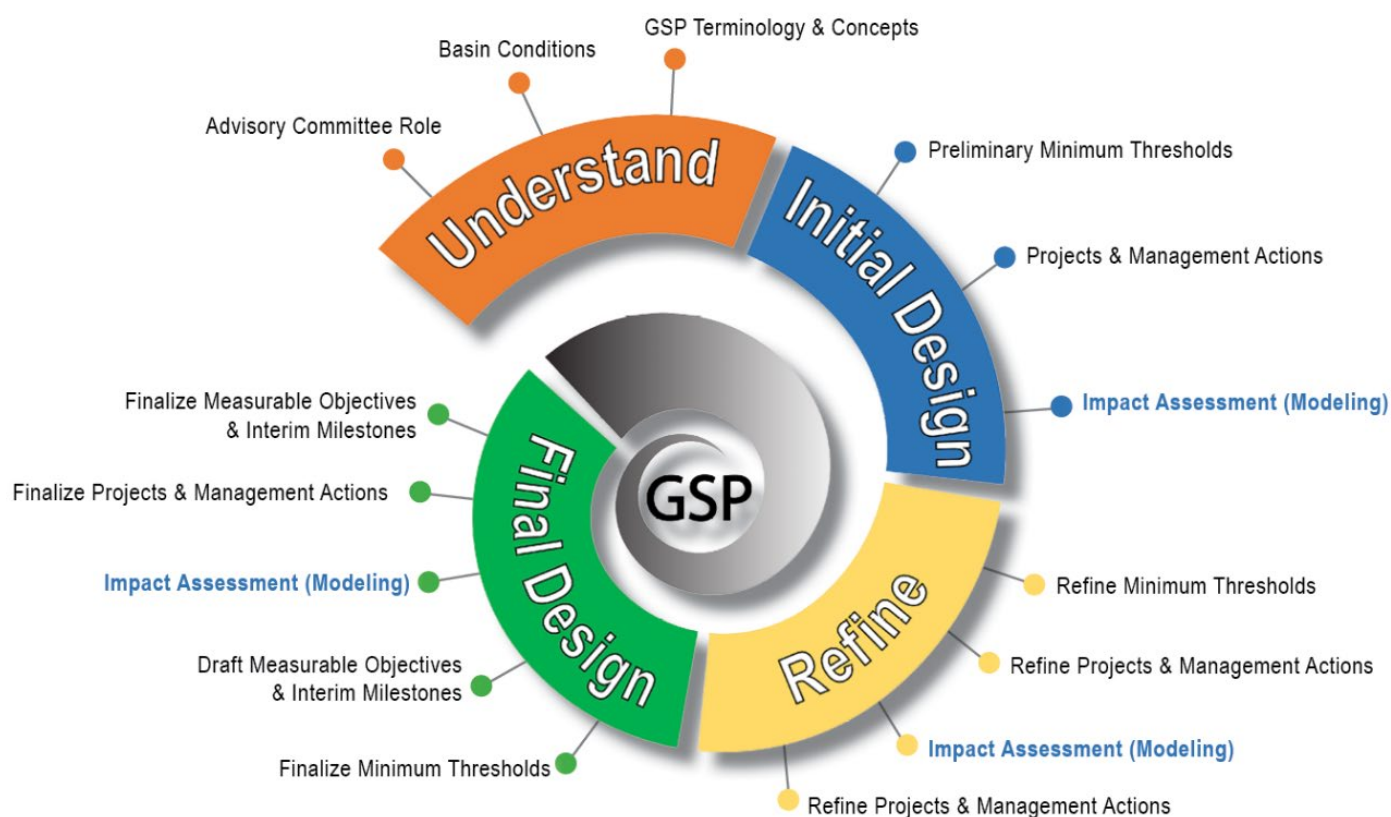 GSP Terminology & Concepts
Basin Conditions
Advisory Committee Role
Understand
Preliminary Minimum Thresholds
Initial Design
Projects & Management Actions
Impact Assessment (Modeling)
Refine Minimum Thresholds
Refine
Refine Projects & Management Actions
Impact Assessment (Modeling)
Refine Projects & Management Actions
Finalize Minimum Thresholds
Final Design
Draft Measurable Objectives
& Interim Milestones
Impact Assessment (Modeling)
Finalize Projects & Management Actions
Finalize Measurable Objectives
& Interim Milestones
GSP